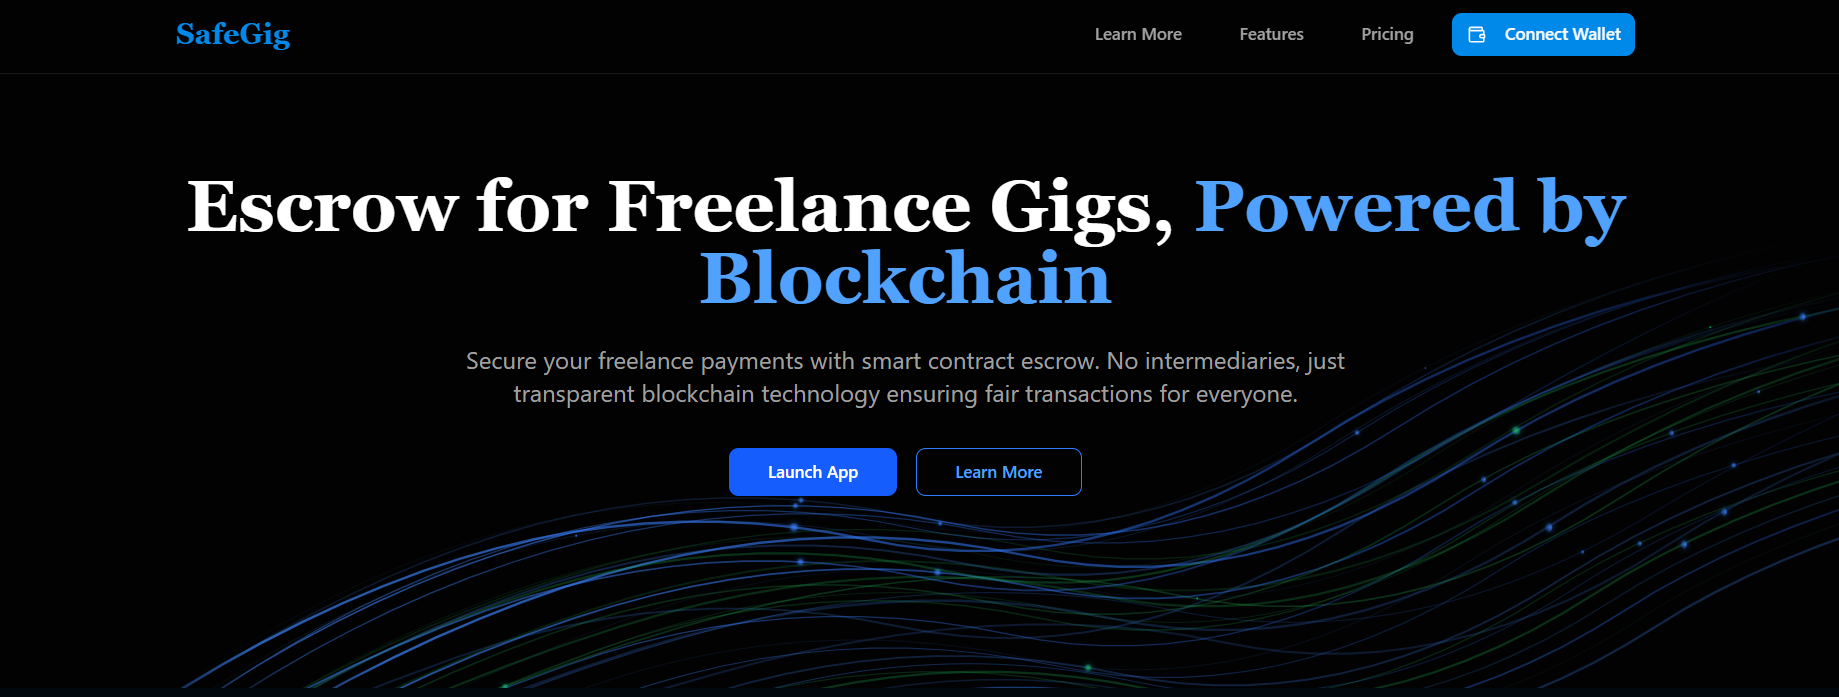 SafeGig
Learn More
Features
Pricing
Connect Wallet
Escrow for Freelance Gigs, Powered by
Blockchain
Secure your freelance payments with smart contract escrow. No intermediaries, just
transparent blockchain technology ensuring fair transactions for everyone.
Launch App
Learn More